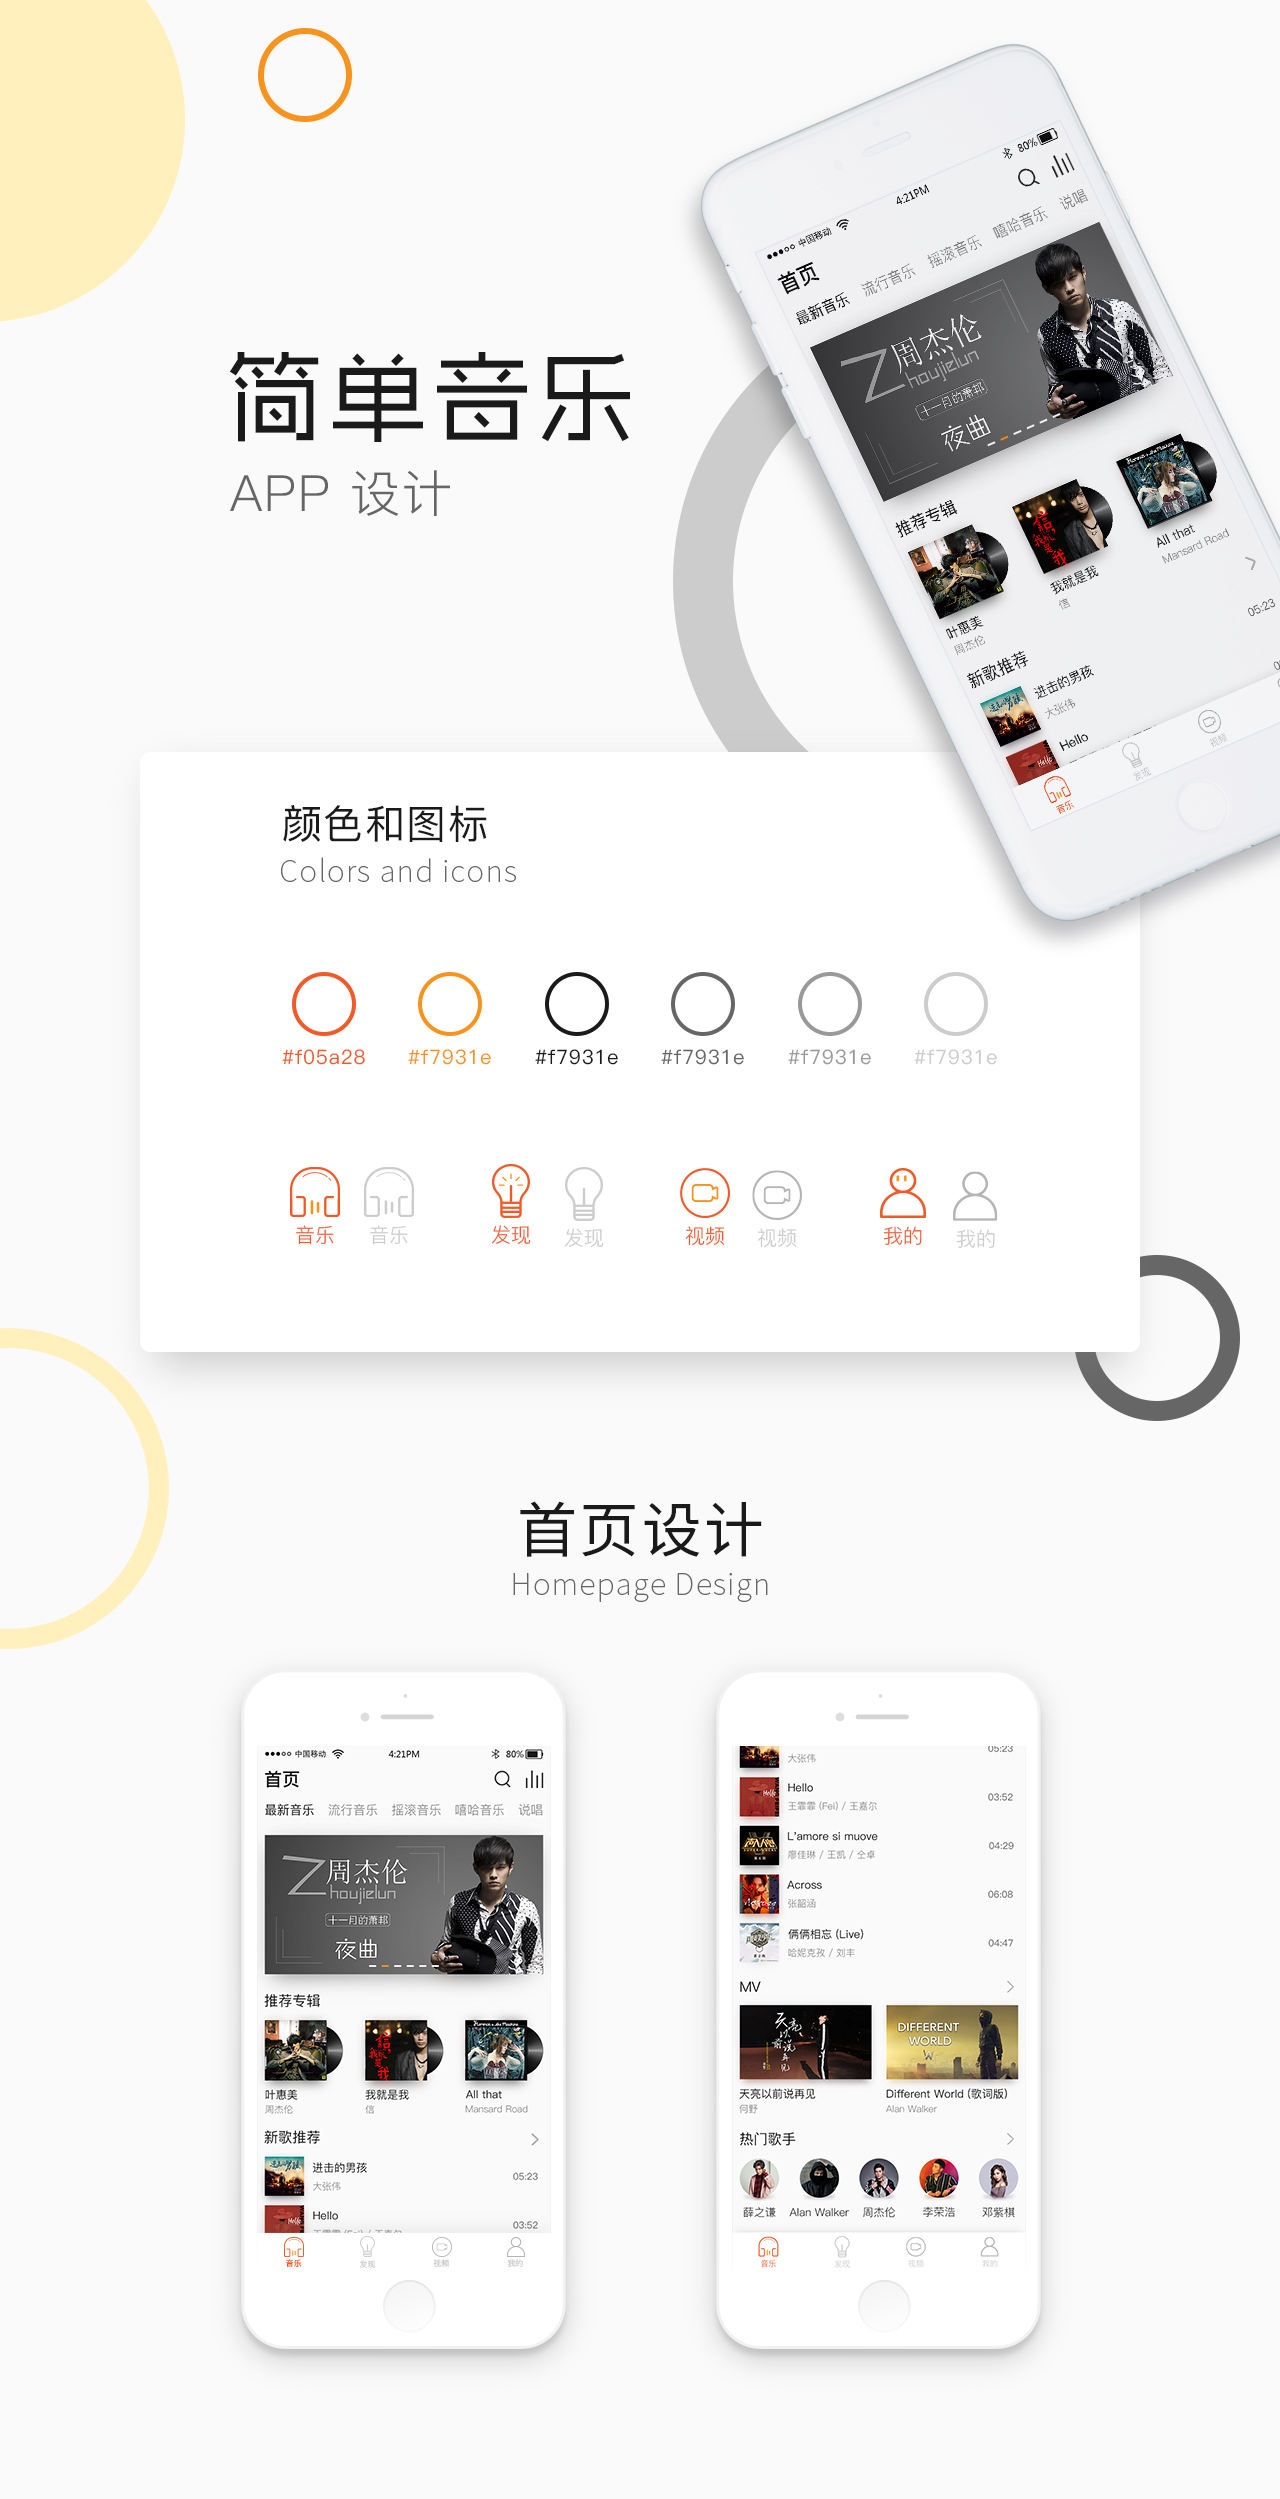 简单音乐
APP 设计
中国移动
4:21PM
80%
首页
最新音乐 流行音乐 摇滚音乐 嘻哈音乐 说唱
Z周杰伦
houjielun
十一月的萧邦
夜曲
推荐专辑
叶惠美
周杰伦
我就是我
信
All that
Mansard Road
新歌推荐
进击的男孩
大张伟
05:23
Hello
音乐 发现 视频
颜色和图标
Colors and icons
#f05a28 #f7931e #f7931e #f7931e #f7931e #f7931e
音乐 音乐 发现 发现 视频 视频 我的 我的
首页设计
Homepage Design
中国移动 4:21PM 80%
首页
最新音乐 流行音乐 摇滚音乐 嘻哈音乐 说唱
Z周杰伦
houjielun
十一月的萧邦
夜曲
推荐专辑
叶惠美 我就是我 All that
周杰伦 信 Mansard Road
新歌推荐
进击的男孩
大张伟
05:23
Hello
03:52
音乐 发现 视频 我的
大张伟
05:23
Hello
王霏霏 (Fei) / 王嘉尔
03:52
L'amore si muove
廖佳琳 / 王凯 / 仝卓
04:29
Across
张韶涵
06:08
俩俩相忘 (Live)
哈妮克孜 / 刘丰
04:47
MV
天亮以前说再见
DIFFERENT
WORLD
天亮以前说再见 Different World (歌词版)
何野 Alan Walker
热门歌手
薛之谦 Alan Walker 周杰伦 李荣浩 邓紫棋
音乐 发现 视频 我的